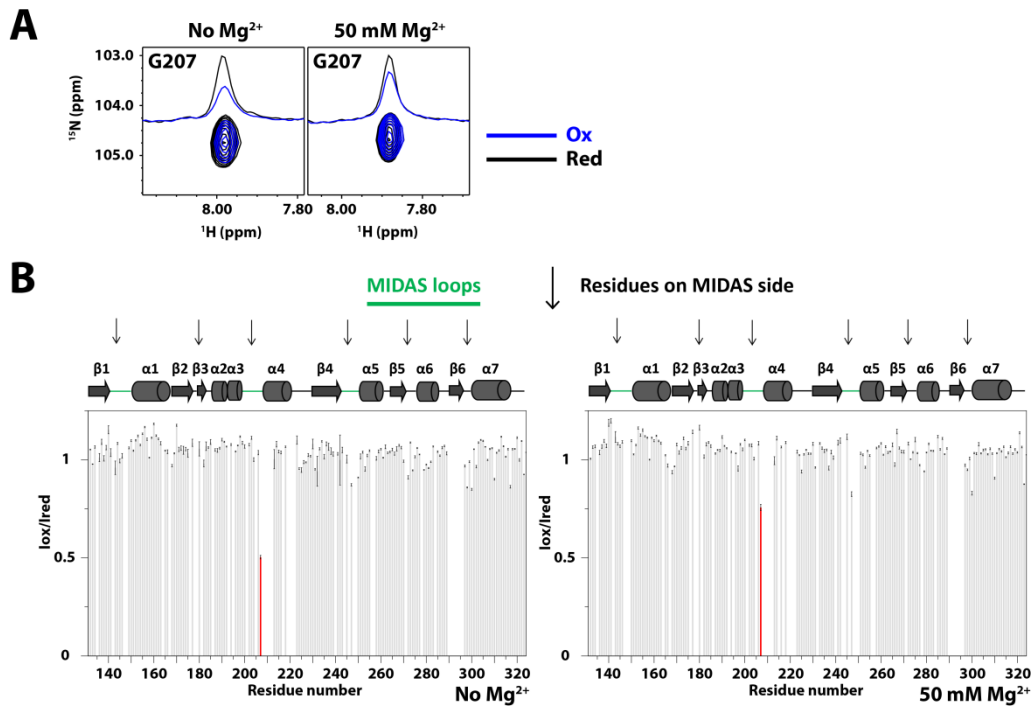 A
No Mg²⁺
50 mM Mg²⁺
G207
G207
103.0
104.0
105.0
¹⁵N (ppm)
8.00
7.80
8.00
7.80
¹H (ppm)
¹H (ppm)
Ox
Red
B
MIDAS loops
Residues on MIDAS side
β1 α1 β2 β3 α2 α3 α4 β4 α5 β5 α6 β6 α7
β1 α1 β2 β3 α2 α3 α4 β4 α5 β5 α6 β6 α7
Iox/Ired
1
0.5
0
140 160 180 200 220 240 260 280 300 320
Residue number
No Mg²⁺
Iox/Ired
1
0.5
0
140 160 180 200 220 240 260 280 300 320
Residue number
50 mM Mg²⁺